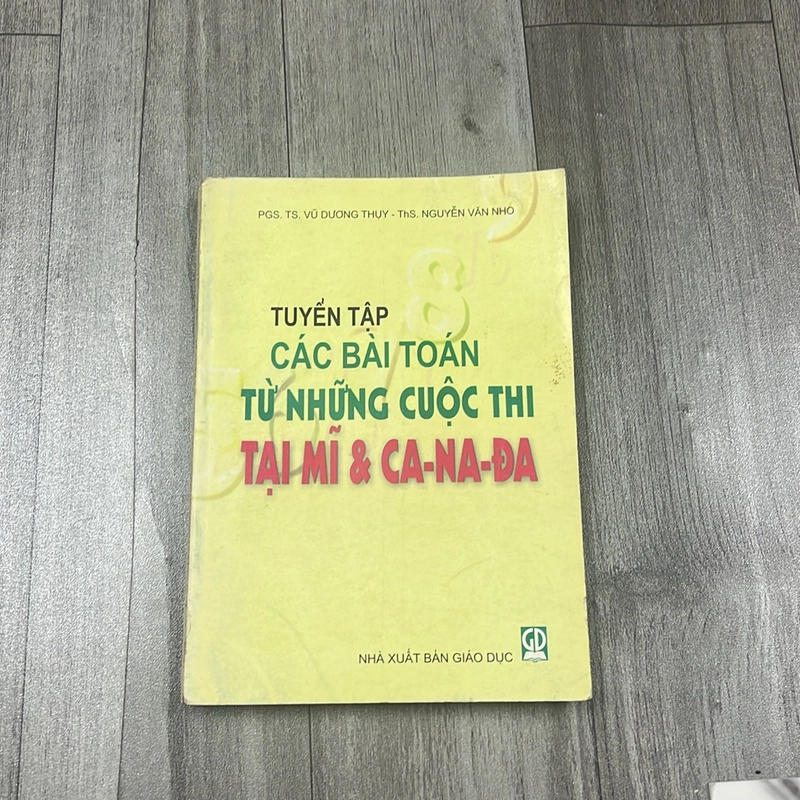 PGS. TS. VŨ DƯƠNG THỤY - ThS. NGUYỄN VĂN NHO
TUYỂN TẬP
CÁC BÀI TOÁN
TỪ NHỮNG CUỘC THI
TẠI MĨ & CA-NA-ĐA
NHÀ XUẤT BẢN GIÁO DỤC
GD